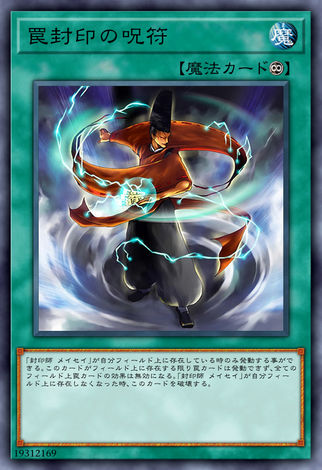 罠封印の呪符
魔
【魔法カード】
「封印師 メイセイ」が自分フィールド上に存在している時のみ発動する事がで
きる。このカードがフィールド上に存在する限り罠カードは発動できず、全ての
フィールド上罠カードの効果は無効になる。「封印師 メイセイ」が自分フィー
ルド上に存在しなくなった時、このカードを破壊する。
19312169